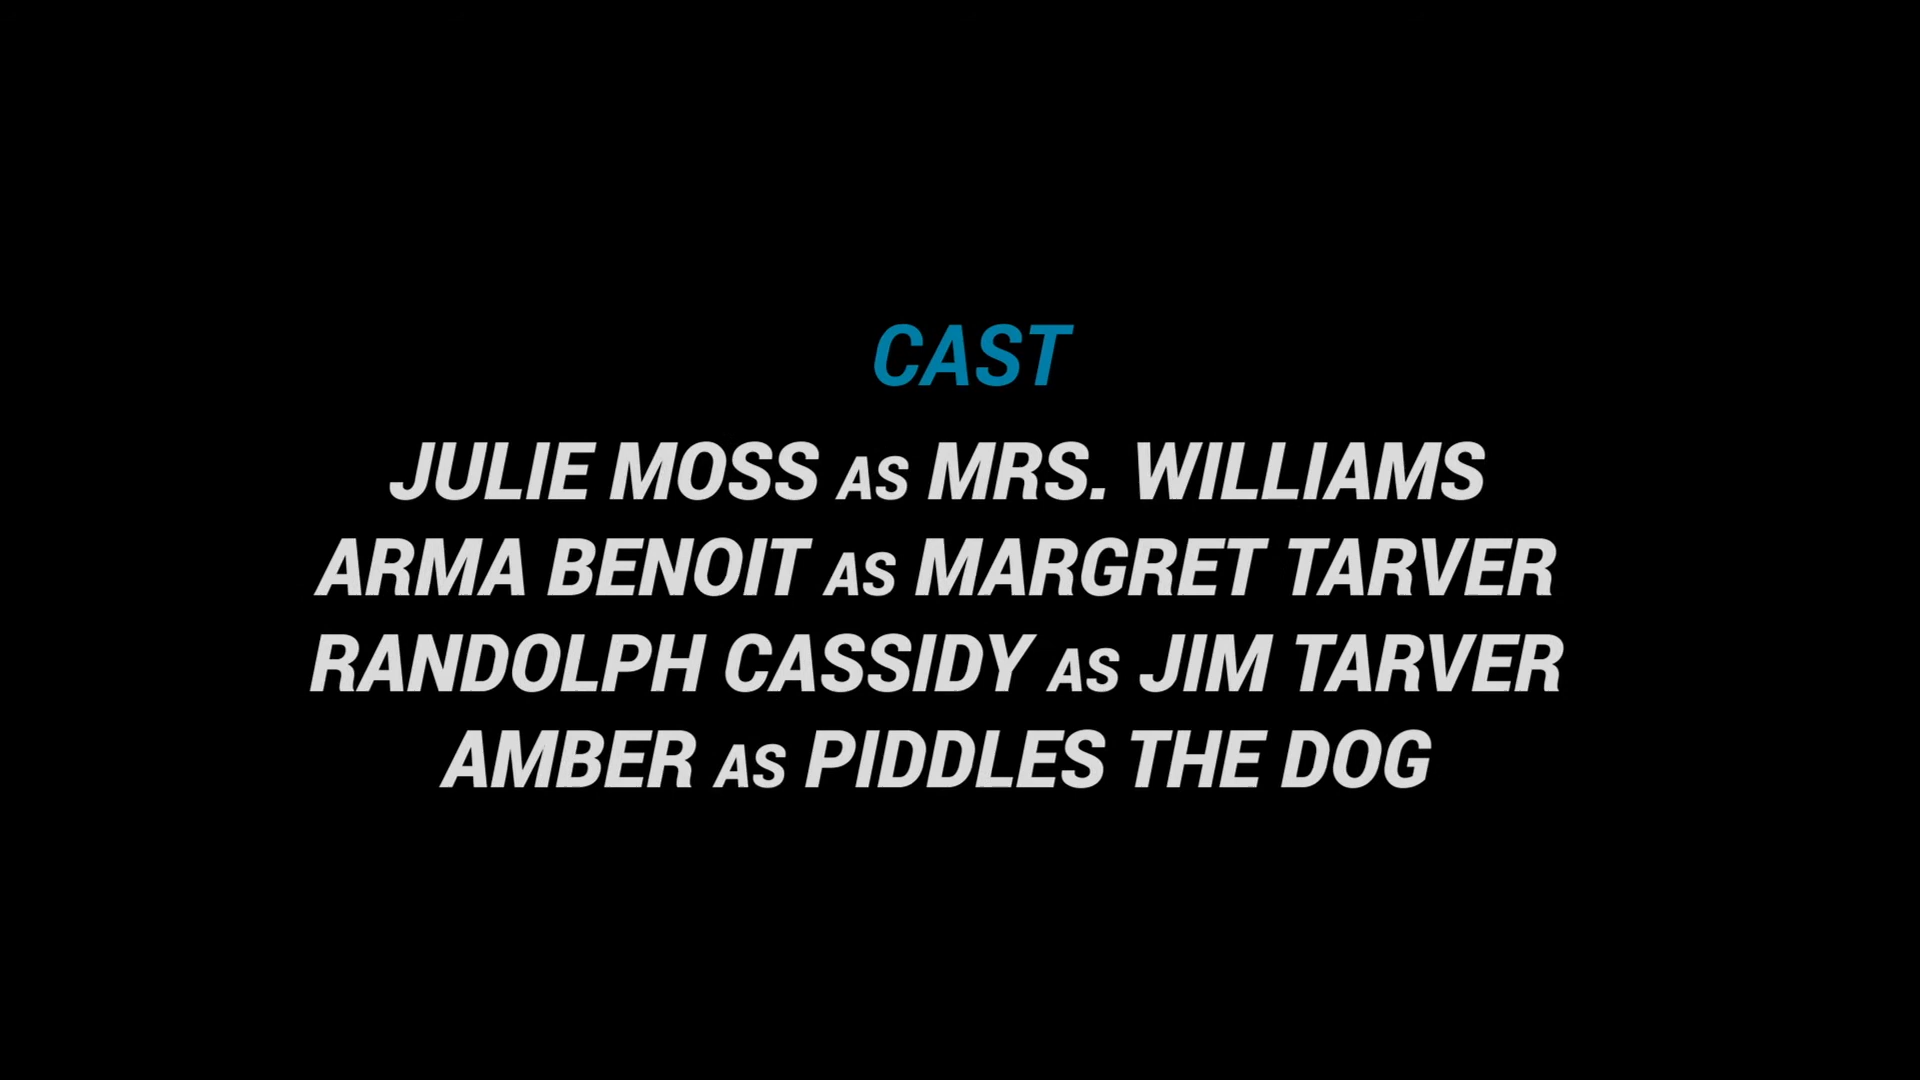 CAST
JULIE MOSS AS MRS. WILLIAMS
ARMA BENOIT AS MARGRET TARVER
RANDOLPH CASSIDY AS JIM TARVER
AMBER AS PIDDLES THE DOG